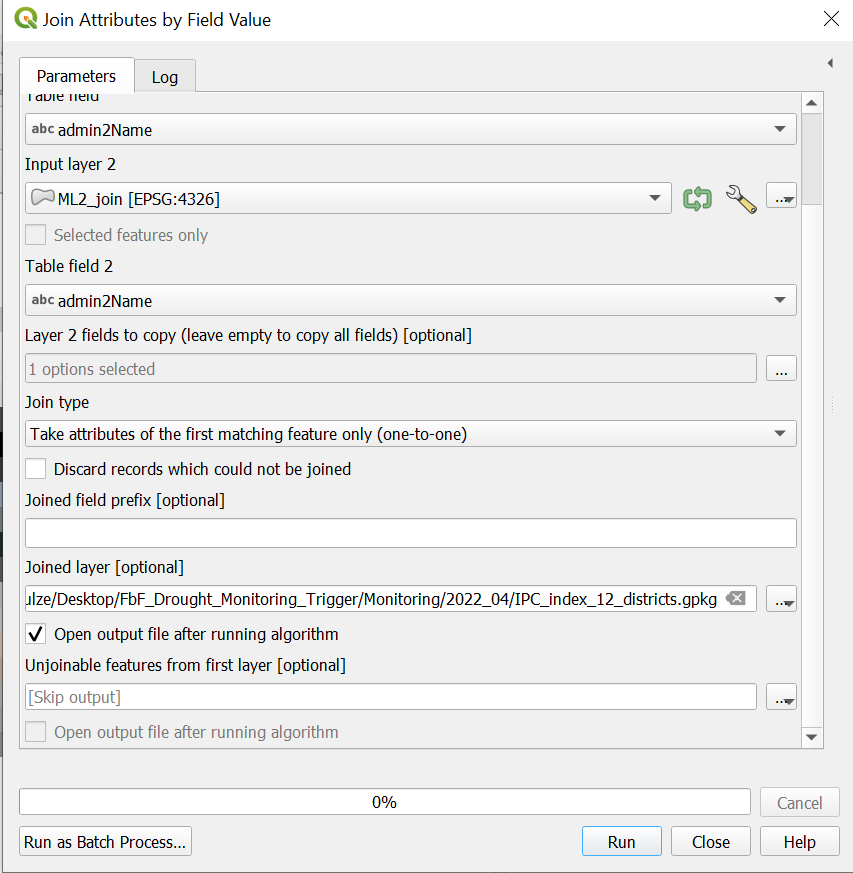 Join Attributes by Field Value
Parameters
Log
Table field
abc admin2Name
Input layer 2
ML2_join [EPSG:4326]
...
Selected features only
Table field 2
abc admin2Name
Layer 2 fields to copy (leave empty to copy all fields) [optional]
1 options selected
...
Join type
Take attributes of the first matching feature only (one-to-one)
Discard records which could not be joined
Joined field prefix [optional]
Joined layer [optional]
ulze/Desktop/FbF_Drought_Monitoring_Trigger/Monitoring/2022_04/IPC_index_12_districts.gpkg
...
Open output file after running algorithm
Unjoinable features from first layer [optional]
[Skip output]
...
Open output file after running algorithm
0%
Cancel
Run as Batch Process...
Run
Close
Help